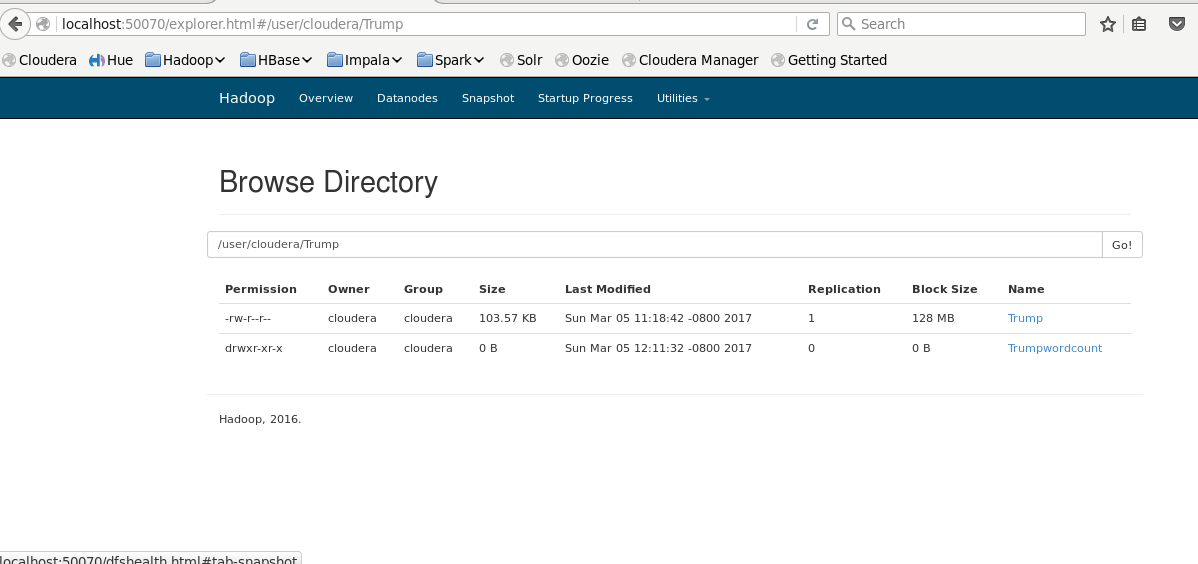 localhost:50070/explorer.html#/user/cloudera/Trump Search
Cloudera Hue Hadoop HBase Impala Spark Solr Oozie Cloudera Manager Getting Started
Hadoop Overview Datanodes Snapshot Startup Progress Utilities
Browse Directory
/user/cloudera/Trump Go!
Permission Owner Group Size Last Modified Replication Block Size Name
-rw-r--r-- cloudera cloudera 103.57 KB Sun Mar 05 11:18:42 -0800 2017 1 128 MB Trump
drwxr-xr-x cloudera cloudera 0 B Sun Mar 05 12:11:32 -0800 2017 0 0 B Trumpwordcount
Hadoop, 2016.
localhost:50070/dfshealth.html#tab-snapshot